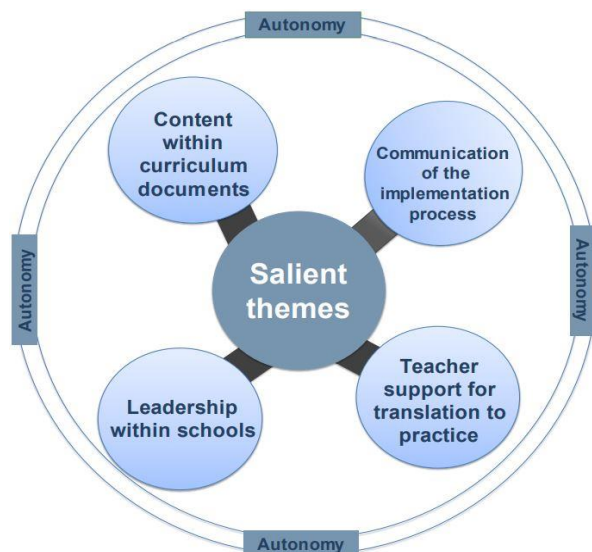 Autonomy
Content
within
curriculum
documents
Communication
of the
implementation
process
Autonomy
Salient
themes
Autonomy
Leadership
within schools
Teacher
support for
translation to
practice
Autonomy